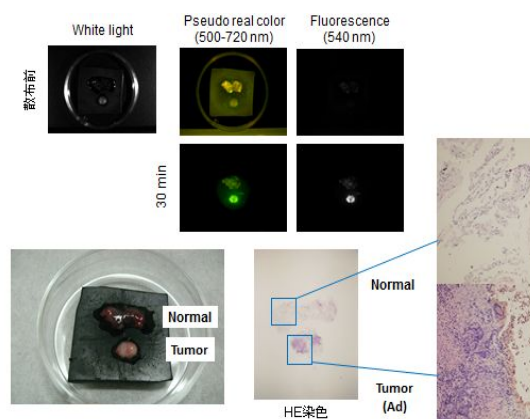 White light
Pseudo real color
(500-720 nm)
Fluorescence
(540 nm)
散布前
30 min
Normal
Tumor
Normal
Tumor
(Ad)
HE染色